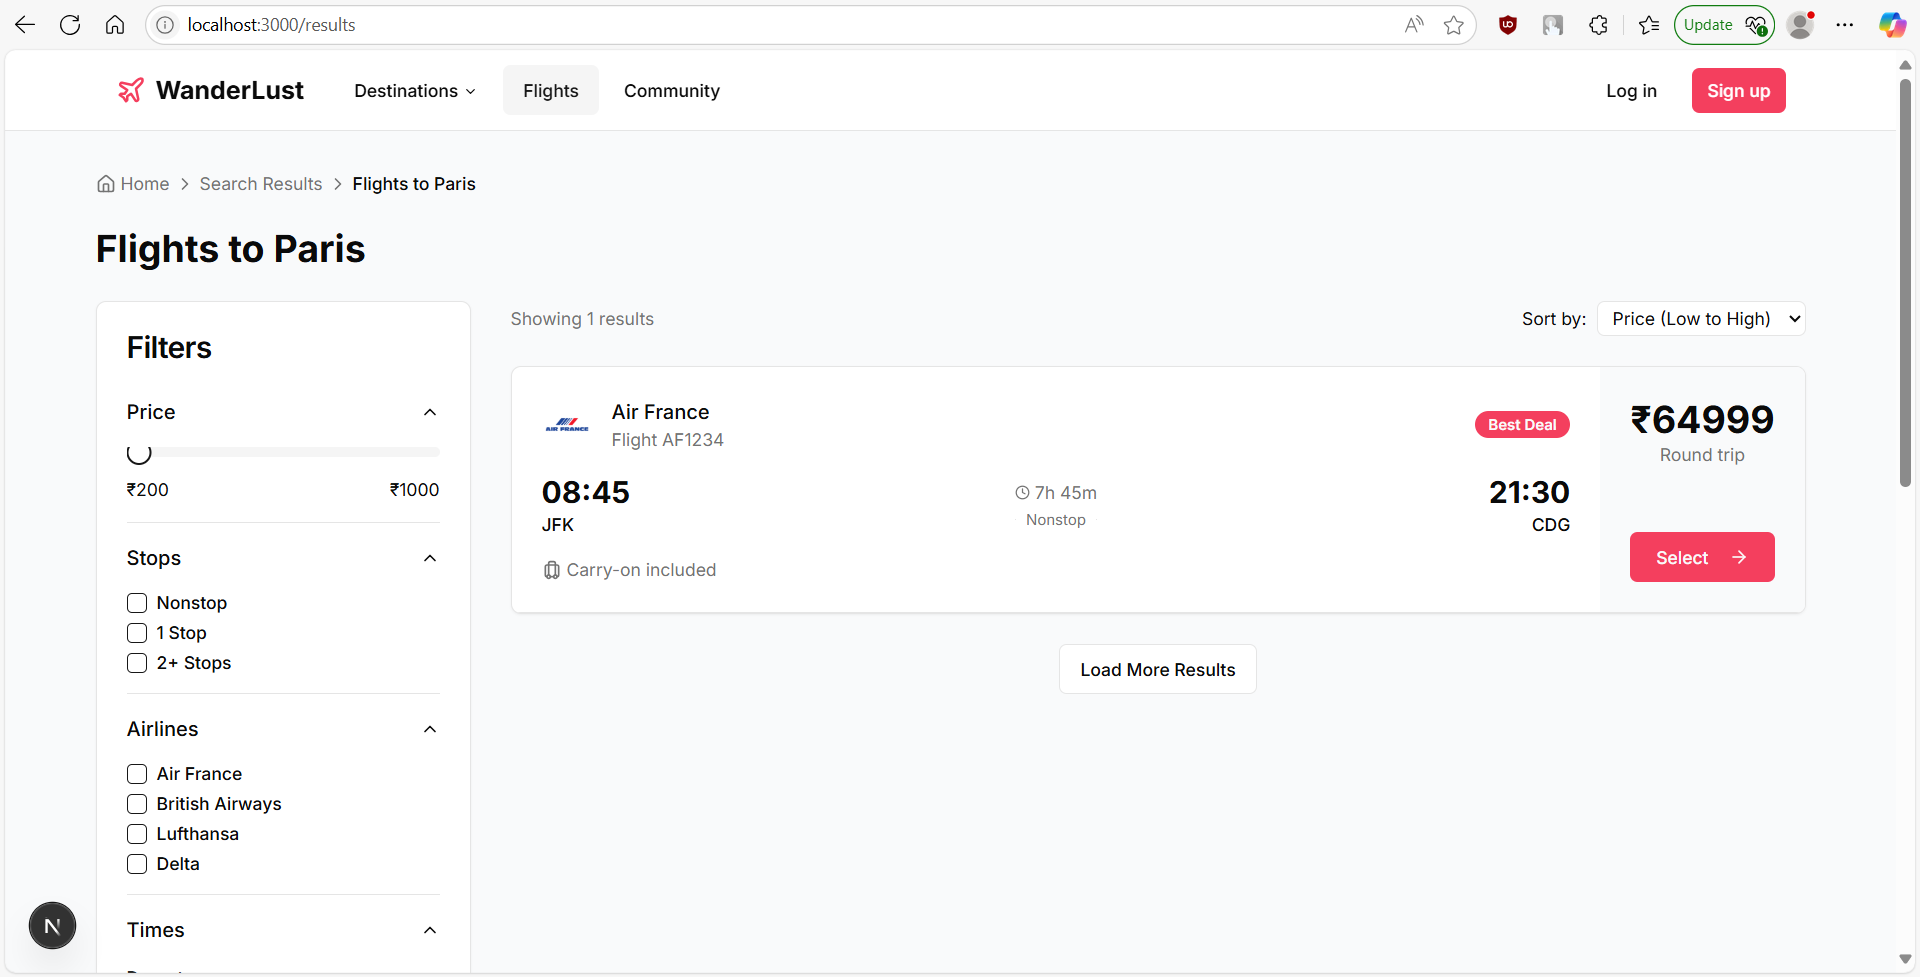 localhost:3000/results
Update
WanderLust
Destinations
Flights
Community
Log in
Sign up
Home
Search Results
Flights to Paris
Flights to Paris
Filters
Price
₹200
₹1000
Stops
Nonstop
1 Stop
2+ Stops
Airlines
Air France
British Airways
Lufthansa
Delta
Times
Showing 1 results
Sort by:
Price (Low to High)
AIR FRANCE
Air France
Flight AF1234
Best Deal
08:45
JFK
7h 45m
Nonstop
21:30
CDG
Carry-on included
₹64999
Round trip
Select
Load More Results
N